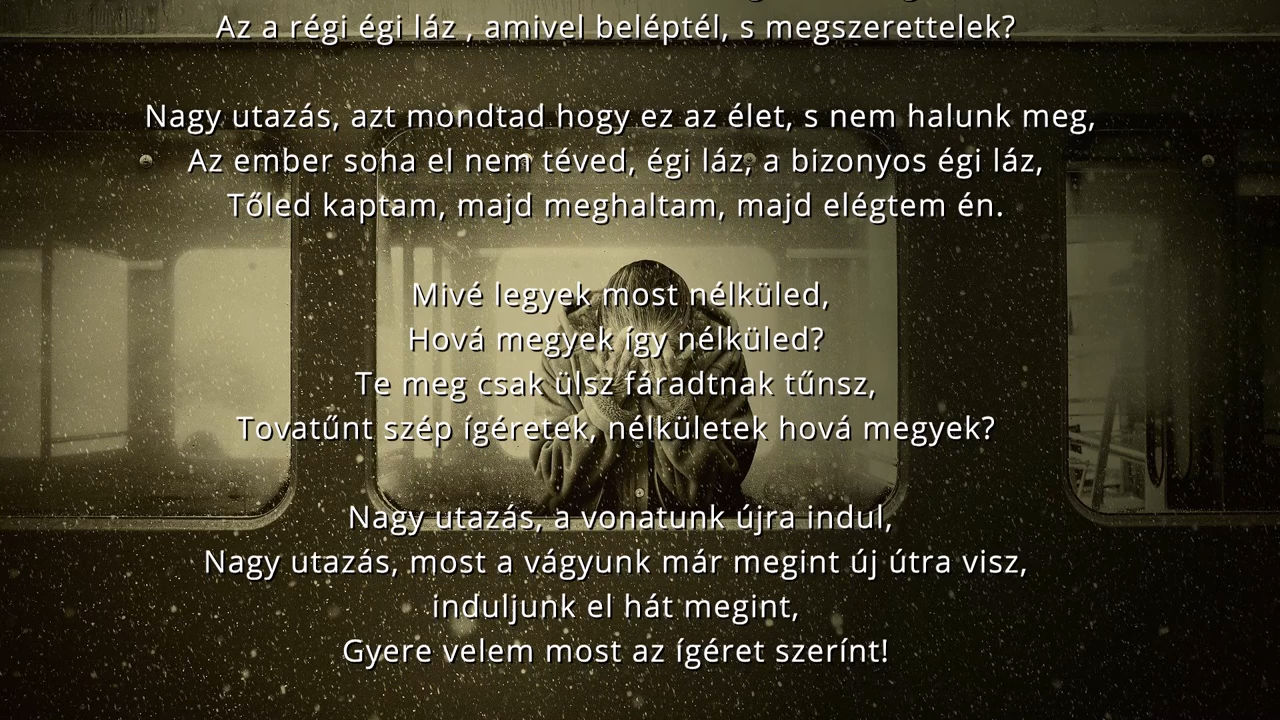 Az a régi égi láz , amivel beléptél, s megszerettelek?
Nagy utazás, azt mondtad hogy ez az élet, s nem halunk meg,
Az ember soha el nem téved, égi láz, a bizonyos égi láz,
Tőled kaptam, majd meghaltam, majd elégtem én.
Mivé legyek most nélküled,
Hová megyek így nélküled?
Te meg csak ülsz fáradtnak tűnsz,
Tovatűnt szép ígéretek, nélkületek hová megyek?
Nagy utazás, a vonatunk újra indul,
Nagy utazás, most a vágyunk már megint új útra visz,
induljunk el hát megint,
Gyere velem most az ígéret szerínt!